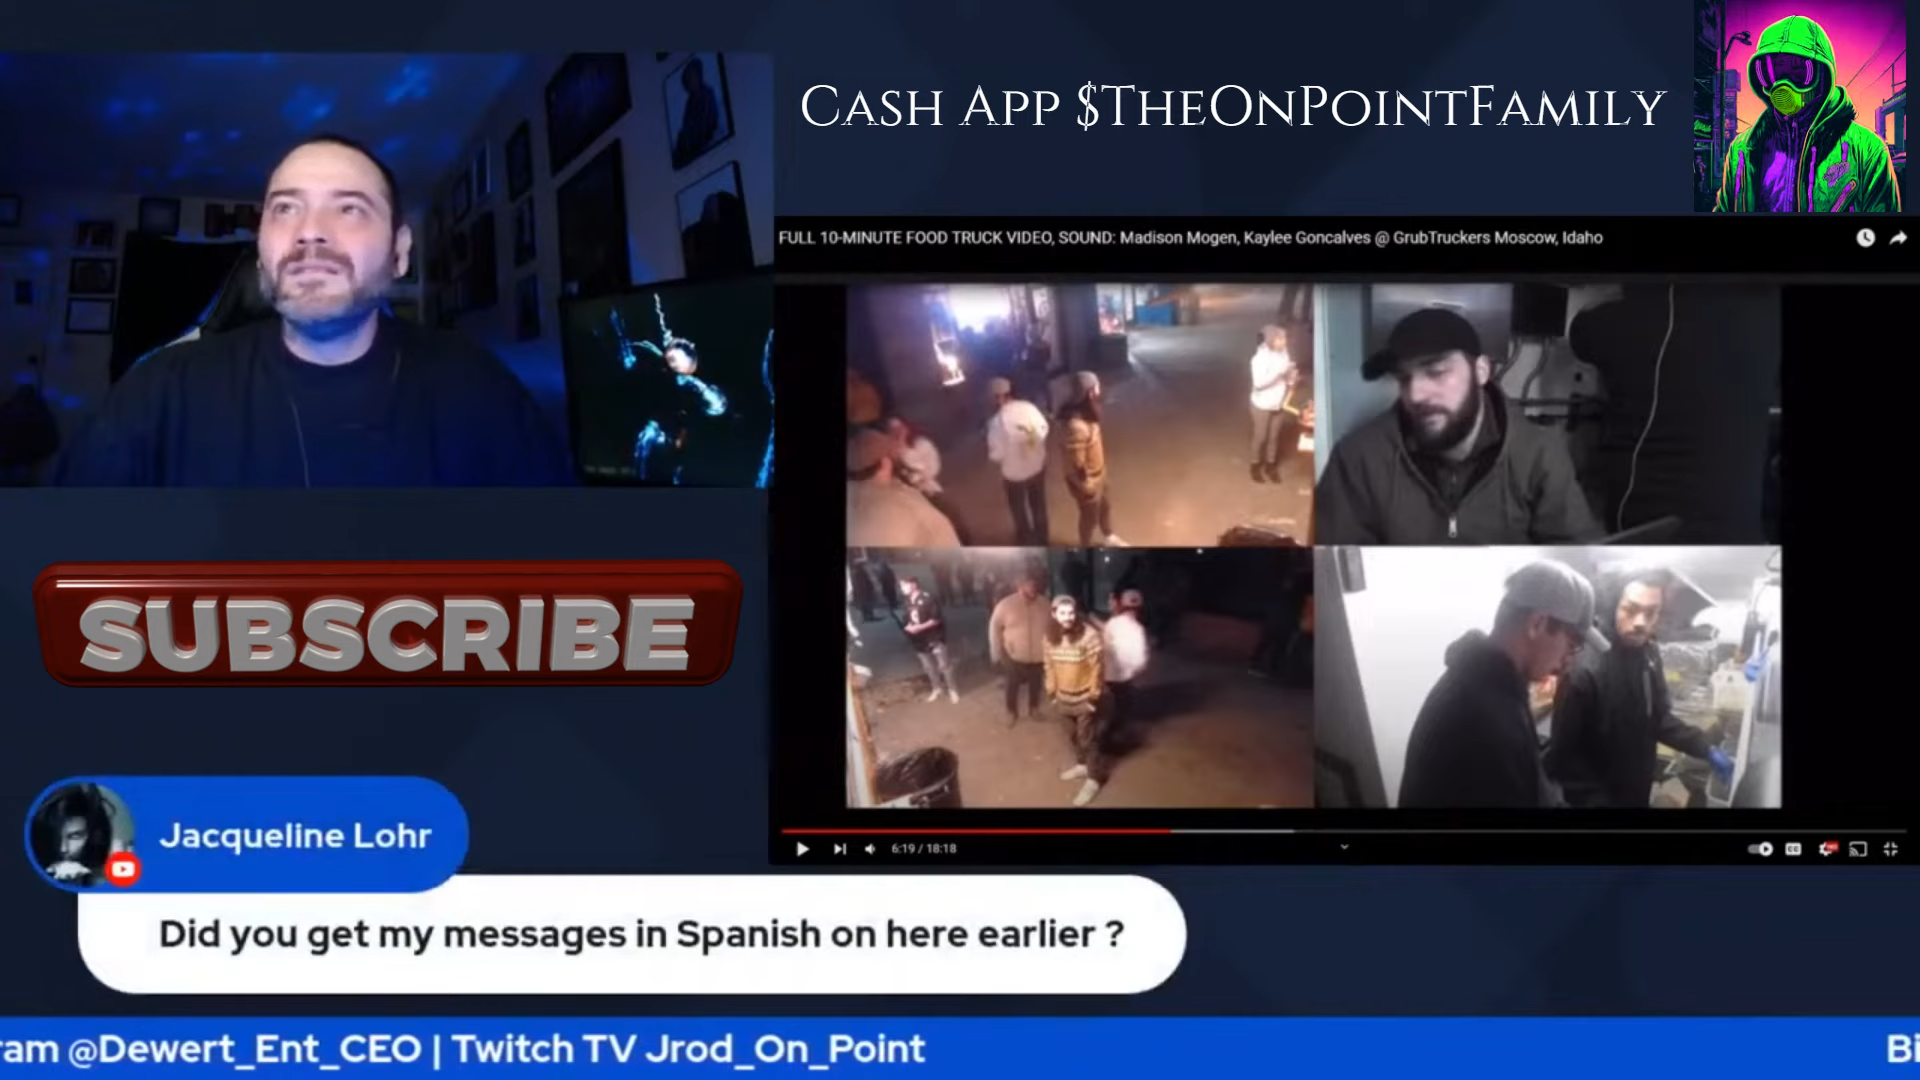 CASH APP $THEONPOINTFAMILY
FULL 10-MINUTE FOOD TRUCK VIDEO, SOUND: Madison Mogen, Kaylee Goncalves @ GrubTruckers Moscow, Idaho
SUBSCRIBE
6:19 / 18:18
Jacqueline Lohr
Did you get my messages in Spanish on here earlier ?
ram @Dewert_Ent_CEO | Twitch TV Jrod_On_Point
Bi